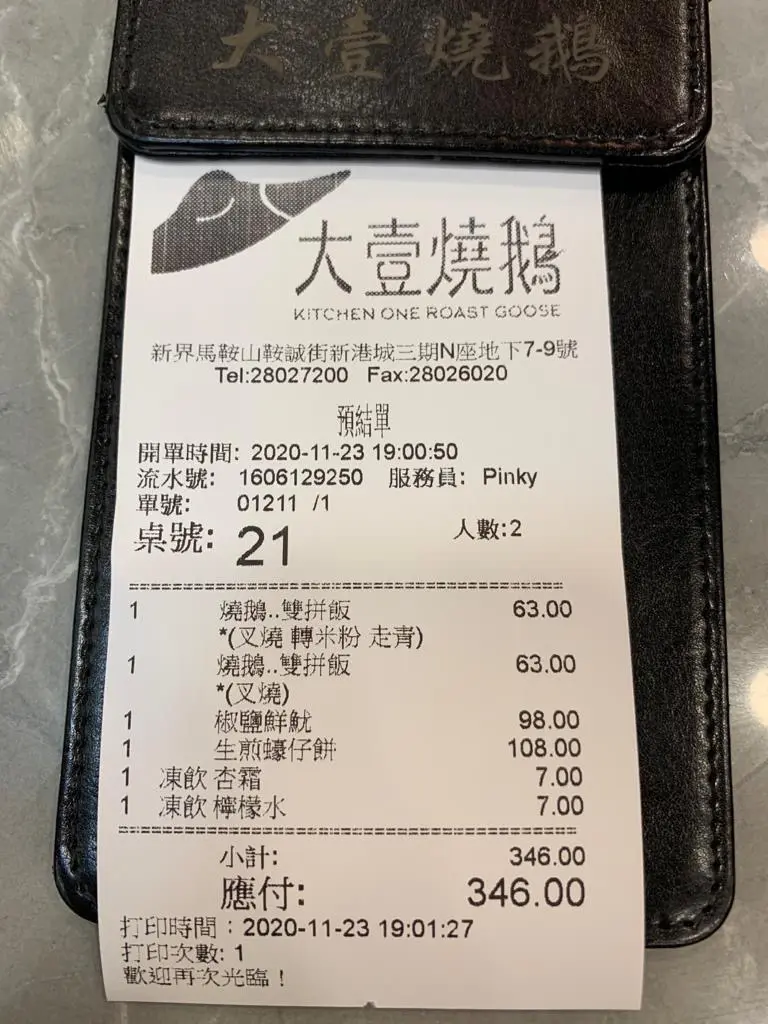 大壹燒鵝
大壹燒鵝
KITCHEN ONE ROAST GOOSE
新界馬鞍山鞍誠街新港城三期N座地下7-9號
Tel:28027200 Fax:28026020
預結單
開單時間: 2020-11-23 19:00:50
流水號: 1606129250 服務員: Pinky
單號: 01211 /1
桌號: 21 人數:2
1 燒鵝..雙拼飯 63.00
*(叉燒 轉米粉 走青)
1 燒鵝..雙拼飯 63.00
*(叉燒)
1 椒鹽鮮魷 98.00
1 生煎蠔仔餅 108.00
1 凍飲 杏霜 7.00
1 凍飲 檸檬水 7.00
小計: 346.00
應付: 346.00
打印時間：2020-11-23 19:01:27
打印次數: 1
歡迎再次光臨！